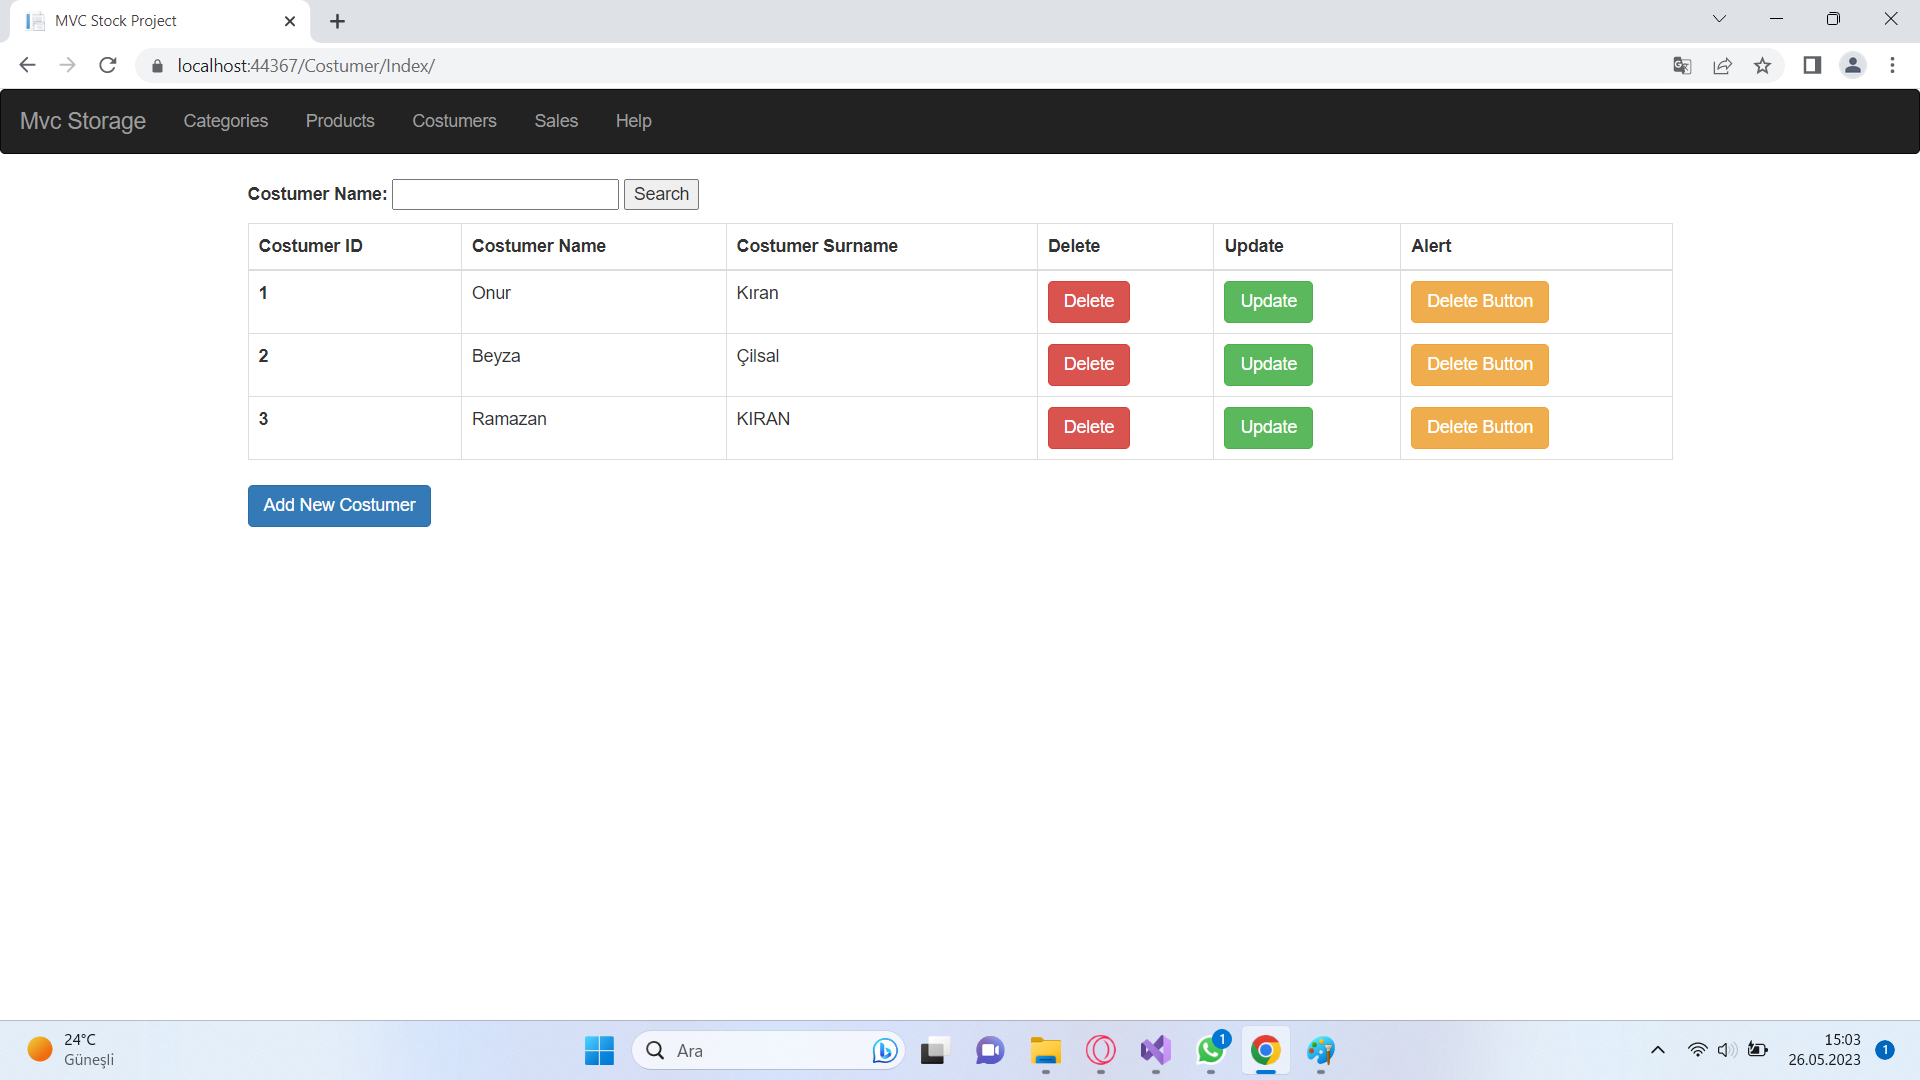 MVC Stock Project
localhost:44367/Costumer/Index/
Mvc Storage Categories Products Costumers Sales Help
Costumer Name: Search
Costumer ID Costumer Name Costumer Surname Delete Update Alert
1 Onur Kıran Delete Update Delete Button
2 Beyza Çilsal Delete Update Delete Button
3 Ramazan KIRAN Delete Update Delete Button
Add New Costumer
24°C
Güneşli
Ara
1
15:03
26.05.2023
1